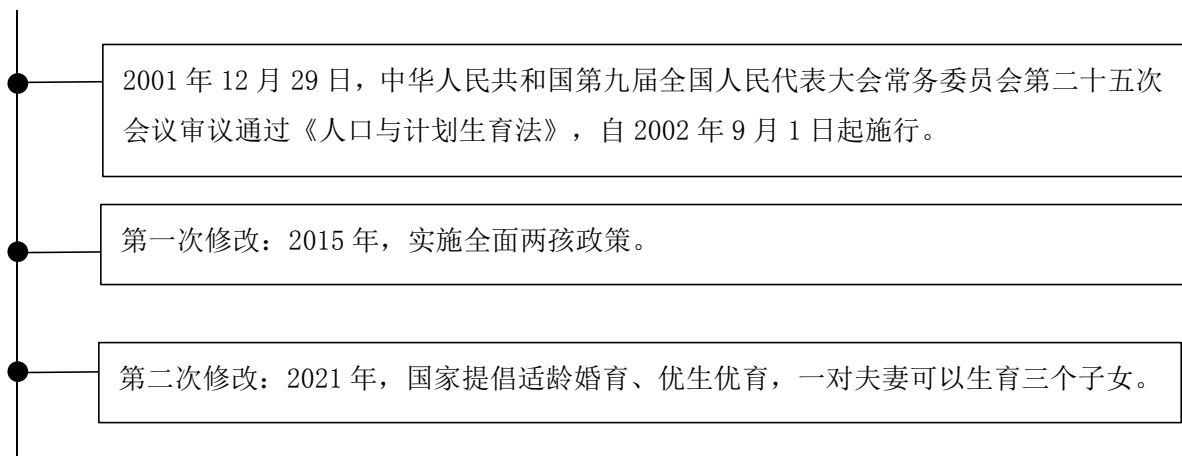 2001 年 12 月 29 日，中华人民共和国第九届全国人民代表大会常务委员会第二十五次
会议审议通过《人口与计划生育法》，自 2002 年 9 月 1 日起施行。
第一次修改：2015 年，实施全面两孩政策。
第二次修改：2021 年，国家提倡适龄婚育、优生优育，一对夫妻可以生育三个子女。